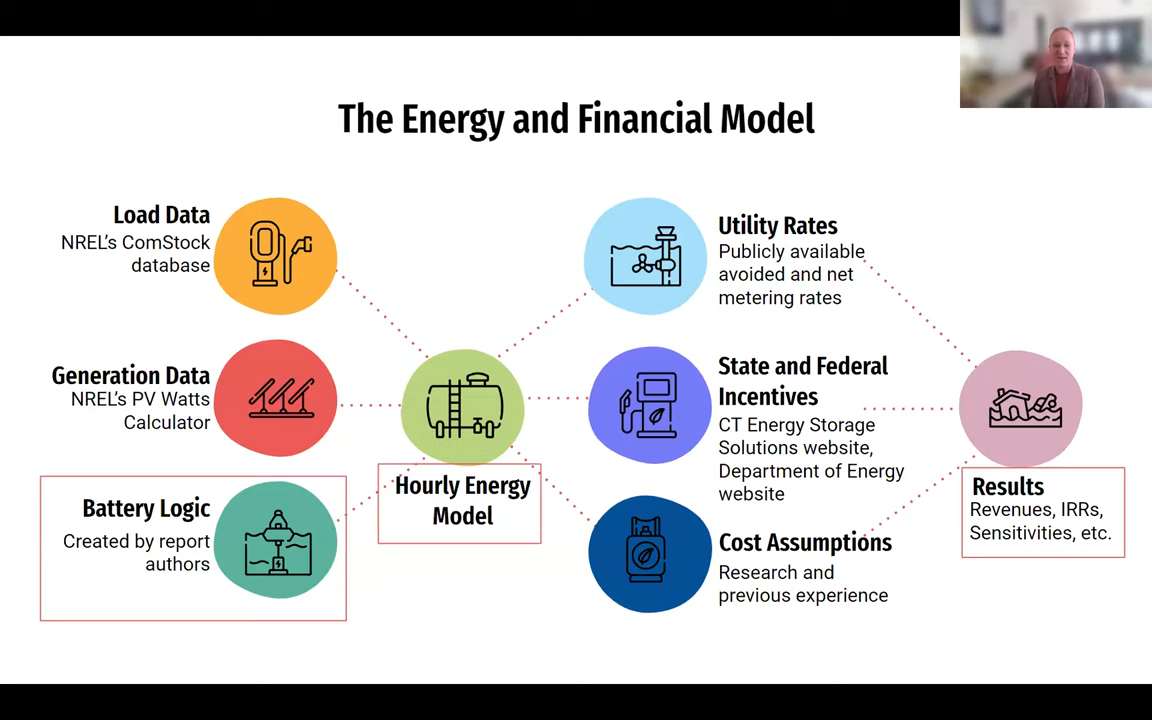 The Energy and Financial Model
Load Data
NREL's ComStock
database
Generation Data
NREL's PV Watts
Calculator
Battery Logic
Created by report
authors
Hourly Energy
Model
Utility Rates
Publicly available
avoided and net
metering rates
State and Federal
Incentives
CT Energy Storage
Solutions website,
Department of Energy
website
Cost Assumptions
Research and
previous experience
Results
Revenues, IRRs,
Sensitivities, etc.